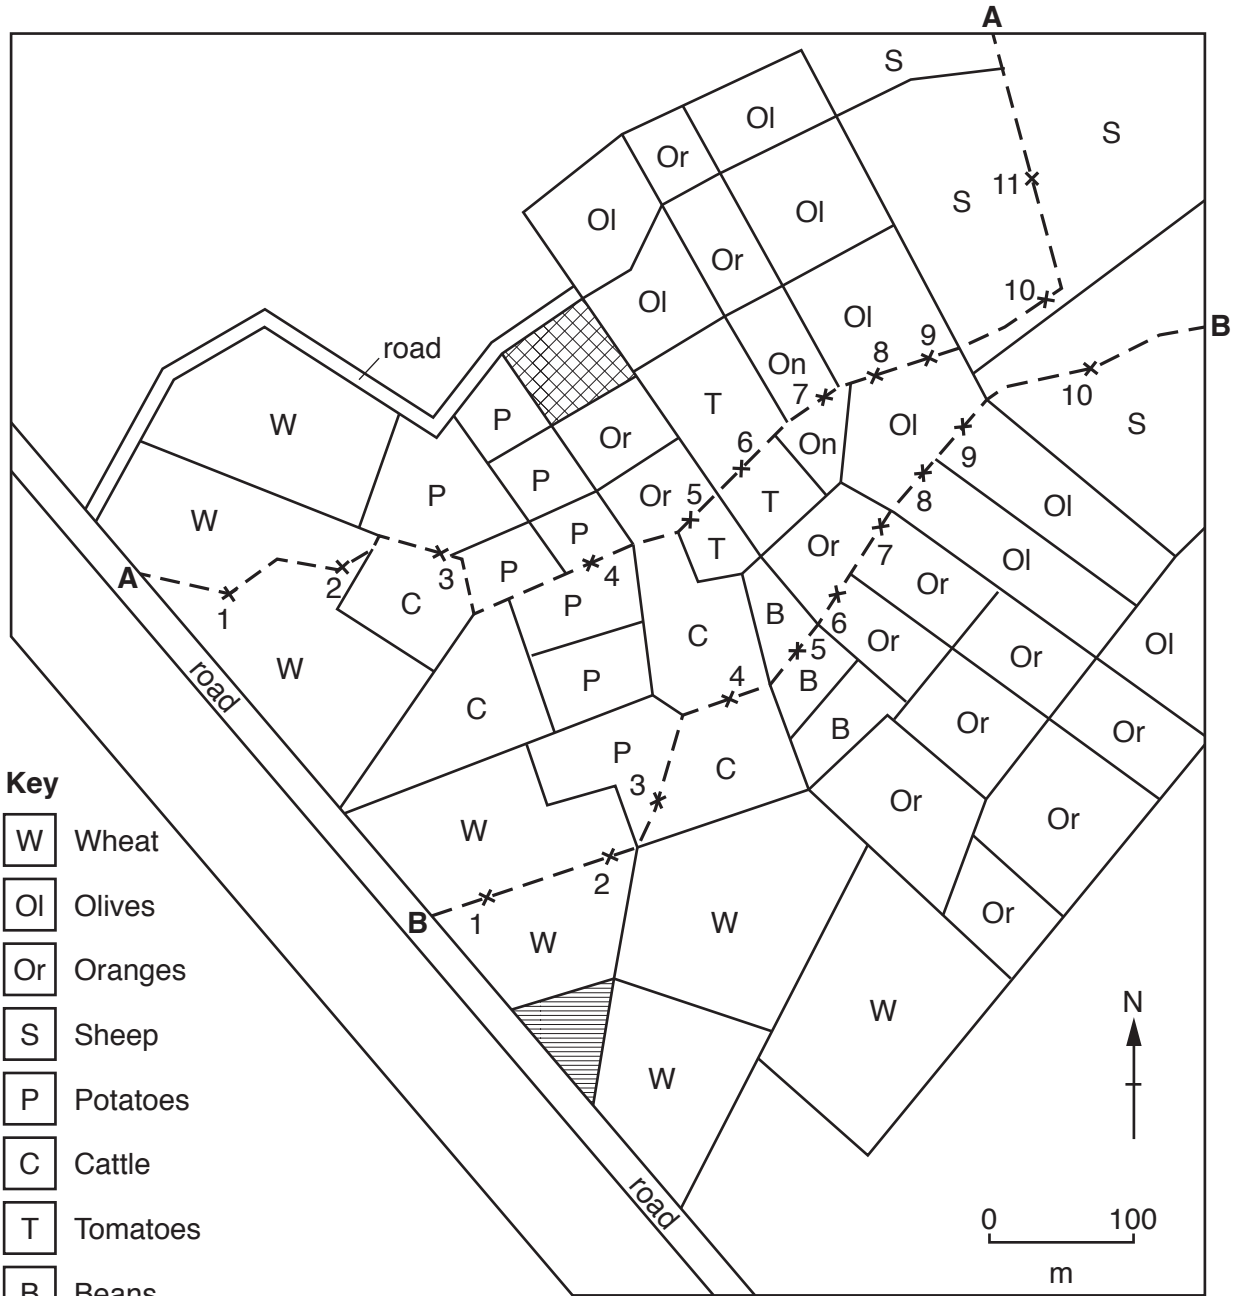 A
S
Ol
S
Or
11
S
Ol
Ol
Or
10
Ol
B
Ol
9
road
8
On
7
10
T
P
W
Ol
S
Or
6
On
9
P
P
Or
5
T
8
Ol
W
P
T
Or
7
Ol
A
2
3
P
4
Or
1
C
P
B
6
Or
Ol
C
5
Or
W
P
4
B
road
C
Or
Or
B
P
C
Key
3
Or
Or
W Wheat
W
2
Ol Olives
B
1
Or
W
W
Or Oranges
N
W
S Sheep
W
P Potatoes
C Cattle
road
0 100
T Tomatoes
m
B Beans